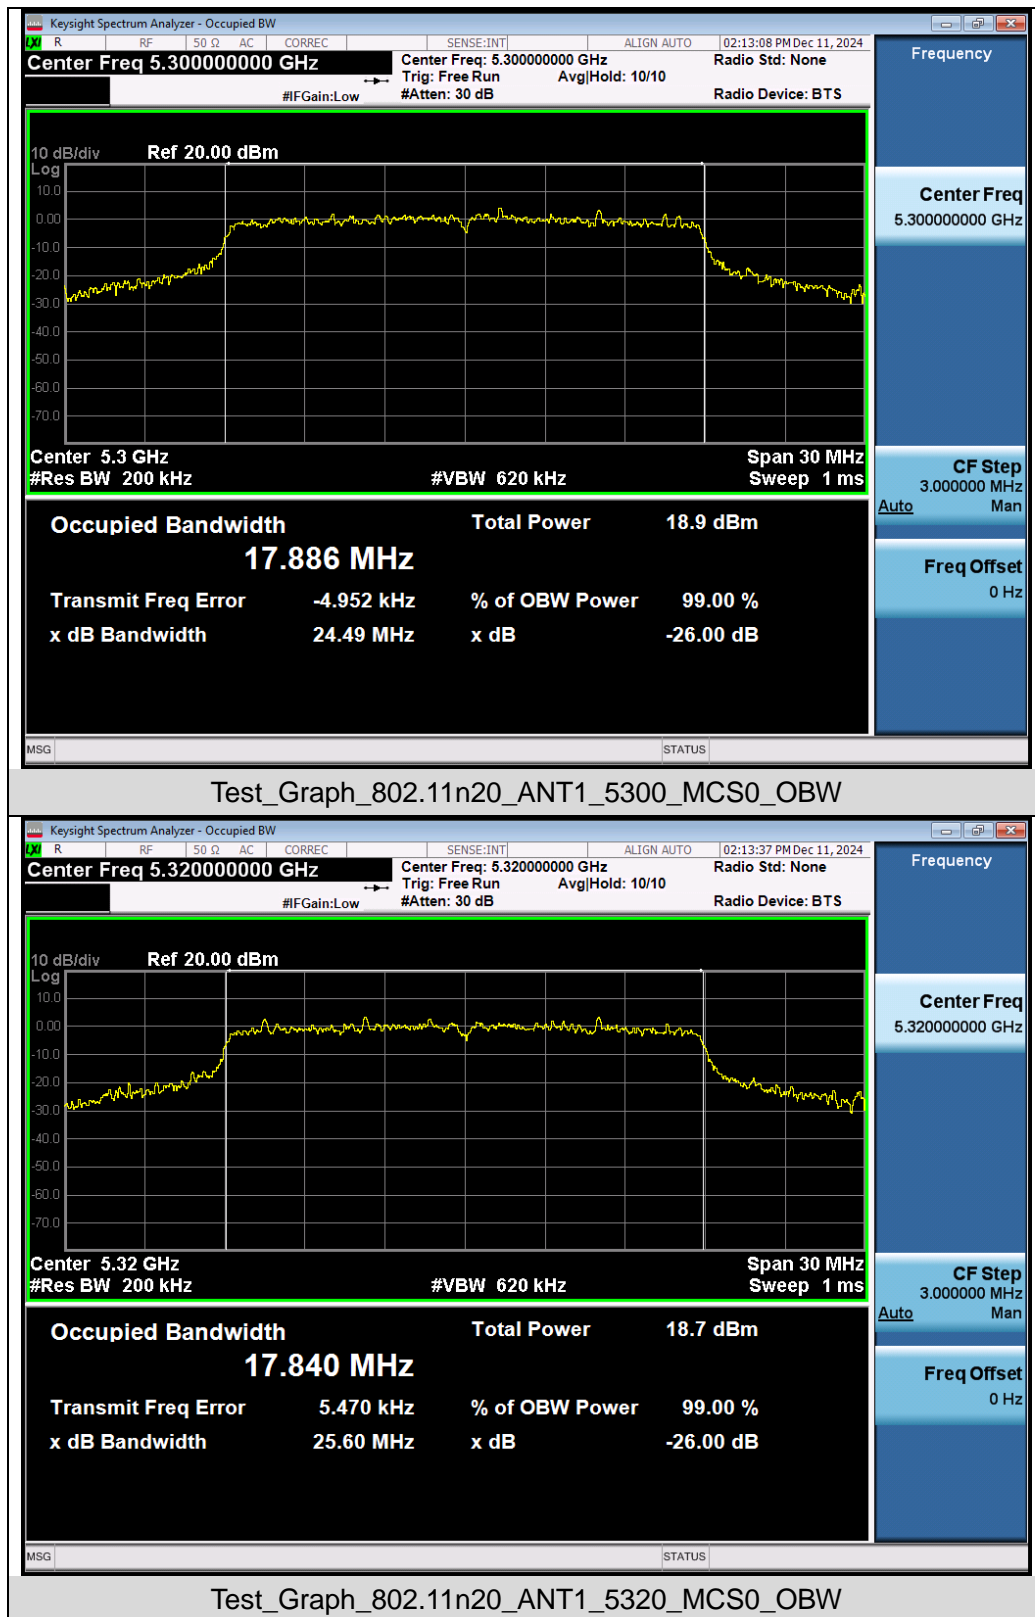 Keysight Spectrum Analyzer - Occupied BW
LXI R RF 50 Ω AC CORREC SENSE:INT ALIGN AUTO 02:13:08 PM Dec 11, 2024
Center Freq 5.300000000 GHz
Center Freq: 5.300000000 GHz
Radio Std: None
Trig: Free Run Avg|Hold: 10/10
#IFGain:Low #Atten: 30 dB Radio Device: BTS
10 dB/div Ref 20.00 dBm
Log
10.0
0.00
-10.0
-20.0
-30.0
-40.0
-50.0
-60.0
-70.0
Center 5.3 GHz Span 30 MHz
#Res BW 200 kHz #VBW 620 kHz Sweep 1 ms
Occupied Bandwidth Total Power 18.9 dBm
17.886 MHz
Transmit Freq Error -4.952 kHz % of OBW Power 99.00 %
x dB Bandwidth 24.49 MHz x dB -26.00 dB
MSG STATUS
Frequency
Center Freq
5.300000000 GHz
CF Step
3.000000 MHz
Auto Man
Freq Offset
0 Hz
Test_Graph_802.11n20_ANT1_5300_MCS0_OBW
Keysight Spectrum Analyzer - Occupied BW
LXI R RF 50 Ω AC CORREC SENSE:INT ALIGN AUTO 02:13:37 PM Dec 11, 2024
Center Freq 5.320000000 GHz
Center Freq: 5.320000000 GHz
Radio Std: None
Trig: Free Run Avg|Hold: 10/10
#IFGain:Low #Atten: 30 dB Radio Device: BTS
10 dB/div Ref 20.00 dBm
Log
10.0
0.00
-10.0
-20.0
-30.0
-40.0
-50.0
-60.0
-70.0
Center 5.32 GHz Span 30 MHz
#Res BW 200 kHz #VBW 620 kHz Sweep 1 ms
Occupied Bandwidth Total Power 18.7 dBm
17.840 MHz
Transmit Freq Error 5.470 kHz % of OBW Power 99.00 %
x dB Bandwidth 25.60 MHz x dB -26.00 dB
MSG STATUS
Frequency
Center Freq
5.320000000 GHz
CF Step
3.000000 MHz
Auto Man
Freq Offset
0 Hz
Test_Graph_802.11n20_ANT1_5320_MCS0_OBW